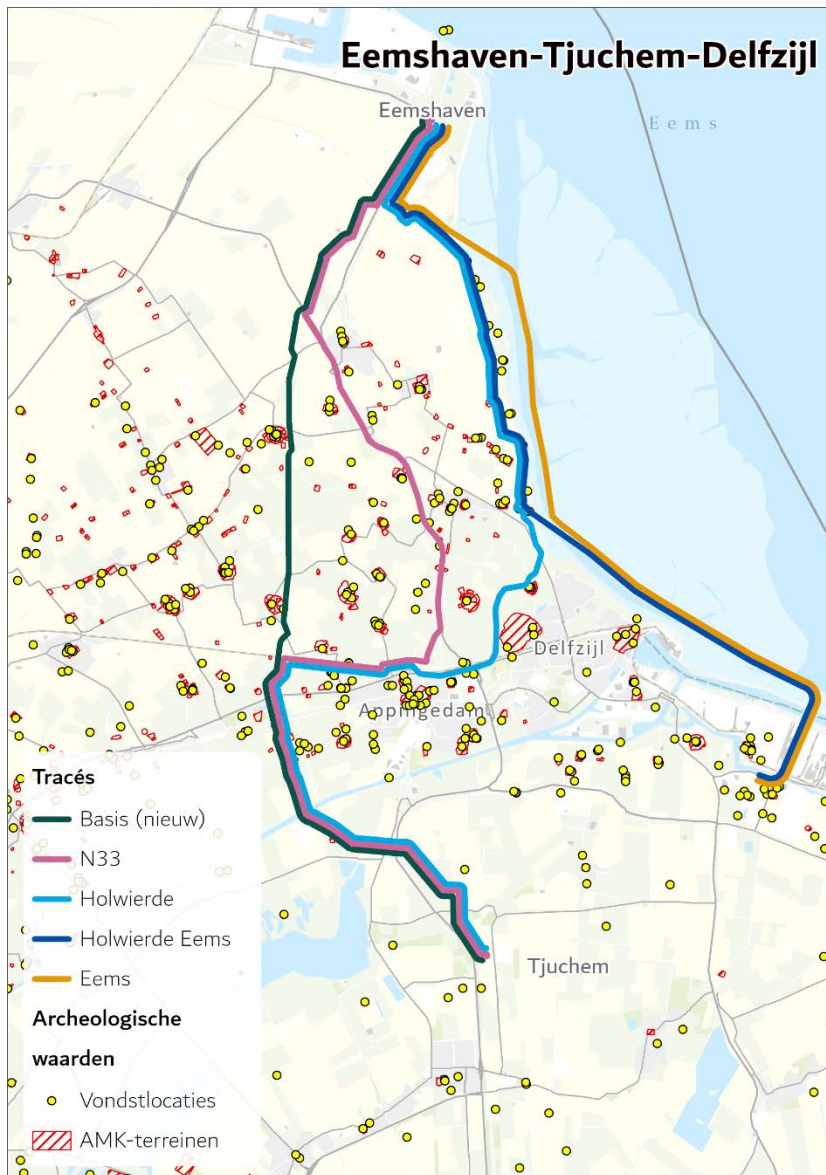 Eemshaven-Tjuchem-Delfzijl
Eemshaven
Eems
Delfzijl
Appingedam
Tjuchem
Tracés
Basis (nieuw)
N33
Holwierde
Holwierde Eems
Eems
Archeologische
waarden
Vondstlocaties
AMK-terreinen